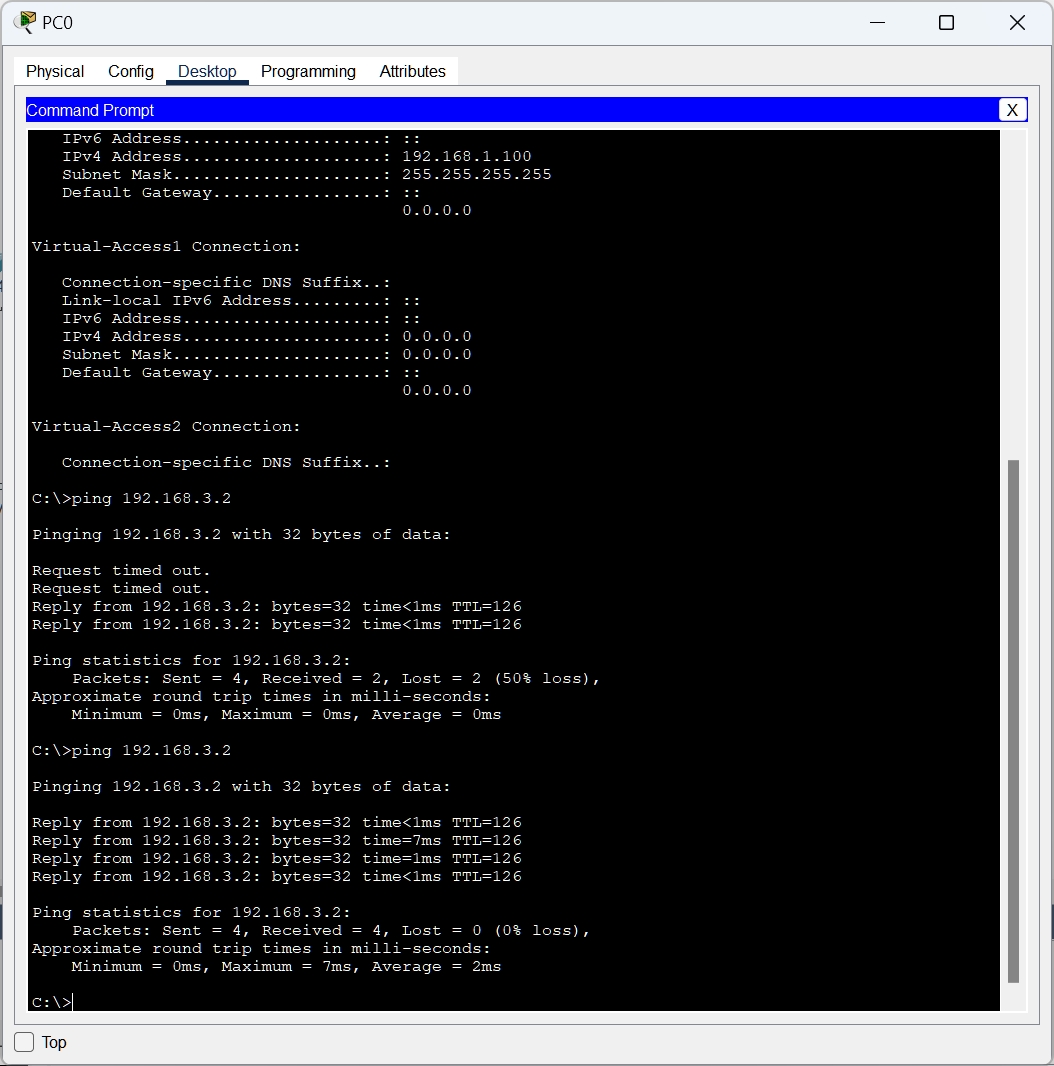 PC0
Physical Config Desktop Programming Attributes
Command Prompt X
IPv6 Address....................: ::
IPv4 Address....................: 192.168.1.100
Subnet Mask.....................: 255.255.255.255
Default Gateway.................: ::
0.0.0.0
Virtual-Access1 Connection:
Connection-specific DNS Suffix..:
Link-local IPv6 Address.........: ::
IPv6 Address....................: ::
IPv4 Address....................: 0.0.0.0
Subnet Mask.....................: 0.0.0.0
Default Gateway.................: ::
0.0.0.0
Virtual-Access2 Connection:
Connection-specific DNS Suffix..:
C:\>ping 192.168.3.2
Pinging 192.168.3.2 with 32 bytes of data:
Request timed out.
Request timed out.
Reply from 192.168.3.2: bytes=32 time<1ms TTL=126
Reply from 192.168.3.2: bytes=32 time<1ms TTL=126
Ping statistics for 192.168.3.2:
Packets: Sent = 4, Received = 2, Lost = 2 (50% loss),
Approximate round trip times in milli-seconds:
Minimum = 0ms, Maximum = 0ms, Average = 0ms
C:\>ping 192.168.3.2
Pinging 192.168.3.2 with 32 bytes of data:
Reply from 192.168.3.2: bytes=32 time<1ms TTL=126
Reply from 192.168.3.2: bytes=32 time=7ms TTL=126
Reply from 192.168.3.2: bytes=32 time=1ms TTL=126
Reply from 192.168.3.2: bytes=32 time<1ms TTL=126
Ping statistics for 192.168.3.2:
Packets: Sent = 4, Received = 4, Lost = 0 (0% loss),
Approximate round trip times in milli-seconds:
Minimum = 0ms, Maximum = 7ms, Average = 2ms
C:\>
Top